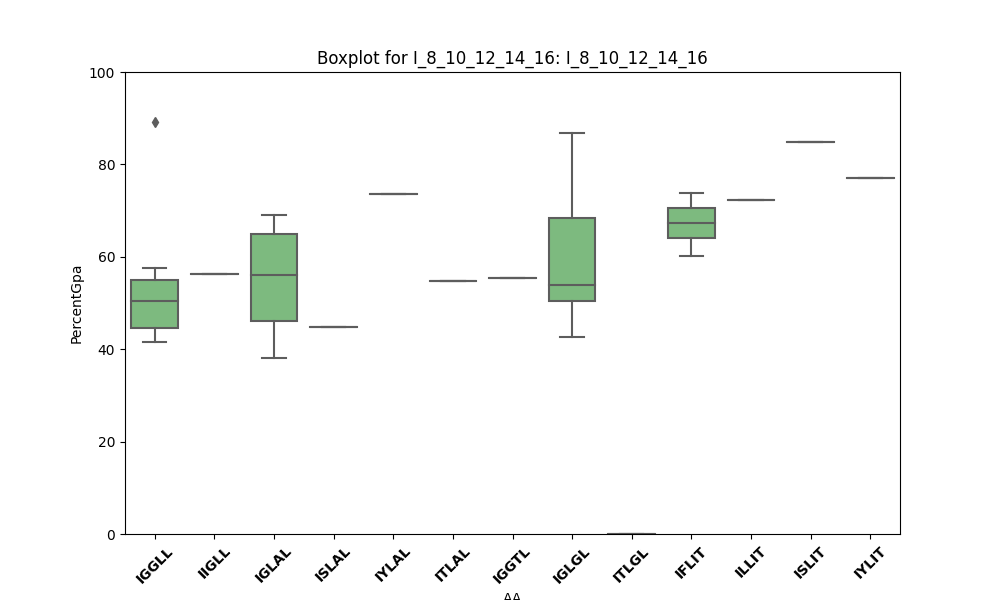 Boxplot for I_8_10_12_14_16: I_8_10_12_14_16
100
80
60
40
20
0
PercentGpa
IGGLL
IIGLL
IGLAL
ISLAL
IYLAL
ITLAL
IGGTL
IGLGL
ITLGL
IFLIT
ILLIT
ISLIT
IYLIT
AA